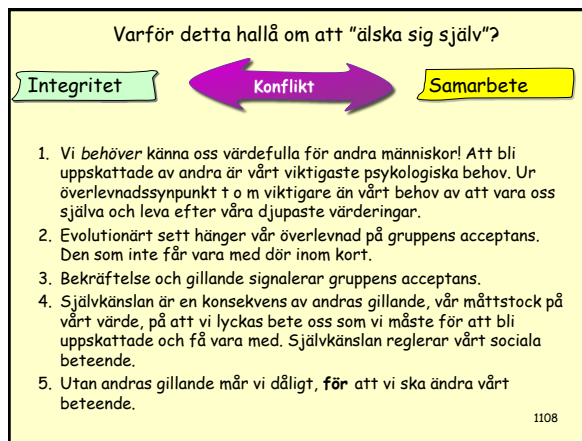 Varför detta hallå om att ”älska sig själv”?
Integritet
Konflikt
Samarbete
1. Vi behöver känna oss värdefulla för andra människor! Att bli
uppskattade av andra är vårt viktigaste psykologiska behov. Ur
överlevnadssynpunkt t o m viktigare än vårt behov av att vara oss
själva och leva efter våra djupaste värderingar.
2. Evolutionärt sett hänger vår överlevnad på gruppens acceptans.
Den som inte får vara med dör inom kort.
3. Bekräftelse och gillande signalerar gruppens acceptans.
4. Självkänslan är en konsekvens av andras gillande, vår måttstock på
vårt värde, på att vi lyckas bete oss som vi måste för att bli
uppskattade och få vara med. Självkänslan reglerar vårt sociala
beteende.
5. Utan andras gillande mår vi dåligt, för att vi ska ändra vårt
beteende.
1108